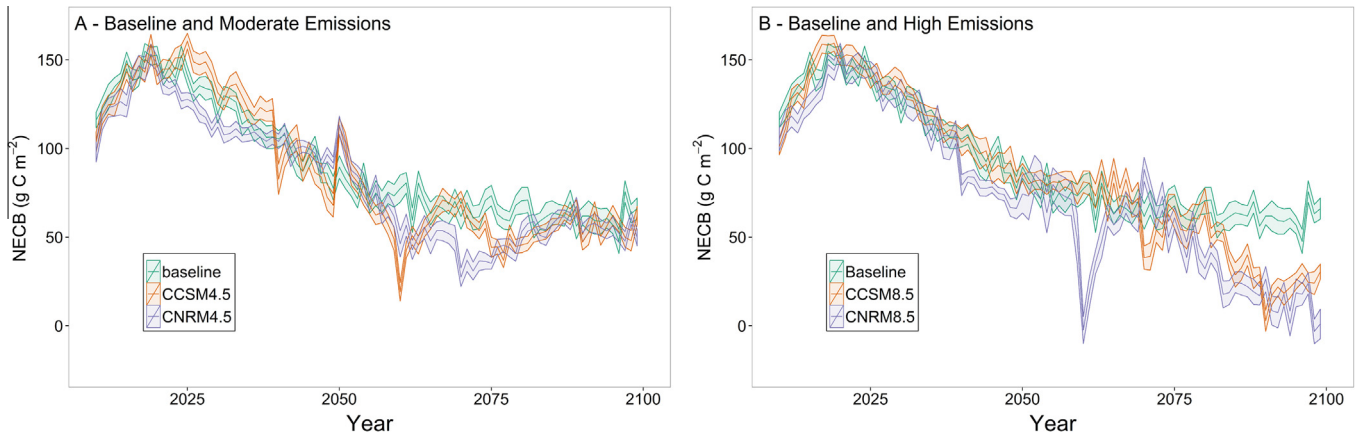 A - Baseline and Moderate Emissions
NECB (g C m⁻²)
150
100
50
0
baseline
CCSM4.5
CNRM4.5
2025
2050
2075
2100
Year
B - Baseline and High Emissions
NECB (g C m⁻²)
150
100
50
0
Baseline
CCSM8.5
CNRM8.5
2025
2050
2075
2100
Year